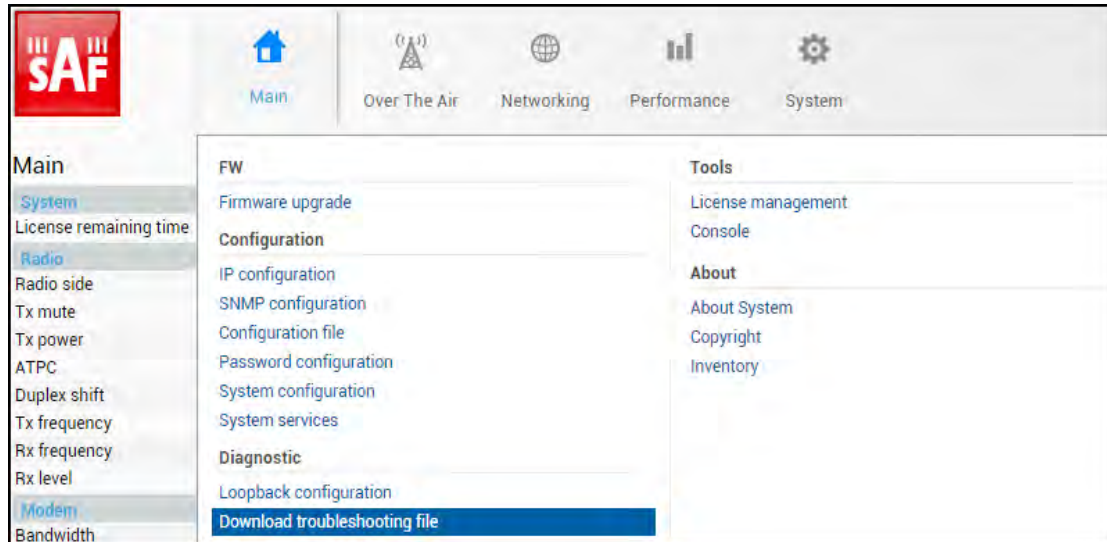 SAF
Main
Over The Air
Networking
Performance
System
Main
System
License remaining time
Radio
Radio side
Tx mute
Tx power
ATPC
Duplex shift
Tx frequency
Rx frequency
Rx level
Modem
Bandwidth
FW
Firmware upgrade
Configuration
IP configuration
SNMP configuration
Configuration file
Password configuration
System configuration
System services
Diagnostic
Loopback configuration
Download troubleshooting file
Tools
License management
Console
About
About System
Copyright
Inventory